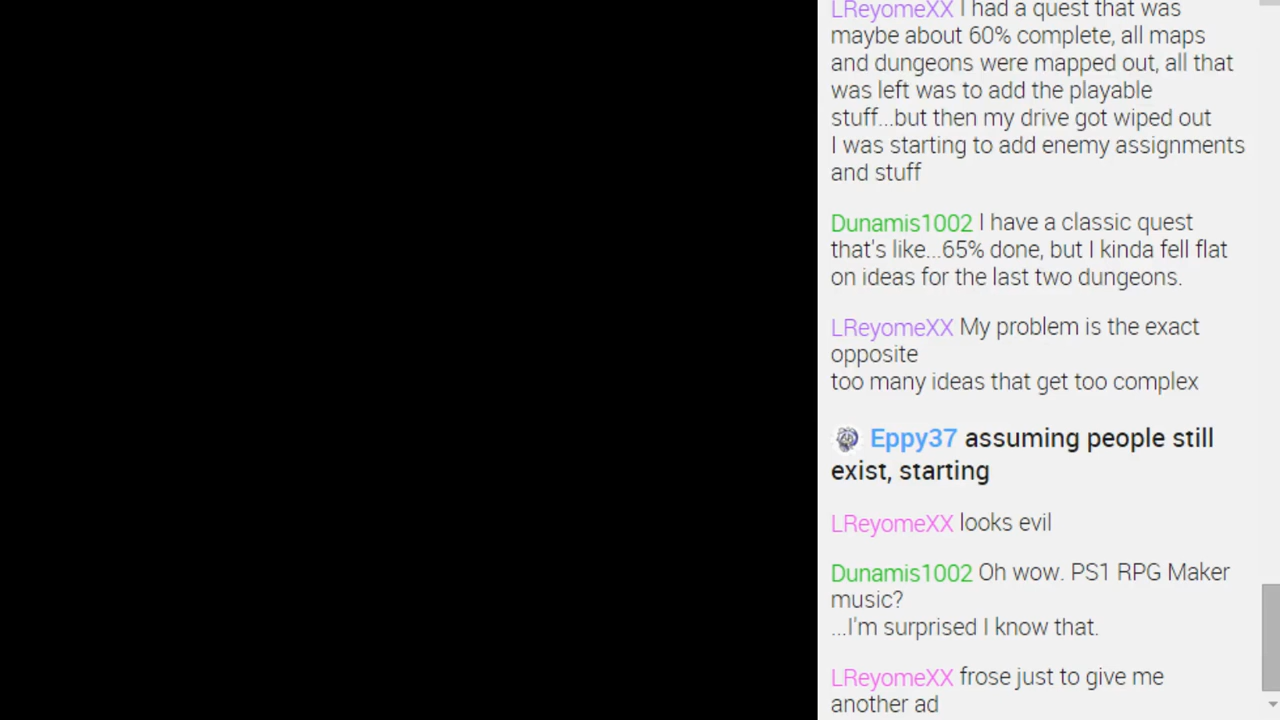 LReyomeXX I had a quest that was
maybe about 60% complete, all maps
and dungeons were mapped out, all that
was left was to add the playable
stuff...but then my drive got wiped out
I was starting to add enemy assignments
and stuff
Dunamis1002 I have a classic quest
that's like...65% done, but I kinda fell flat
on ideas for the last two dungeons.
LReyomeXX My problem is the exact
opposite
too many ideas that get too complex
Eppy37 assuming people still
exist, starting
LReyomeXX looks evil
Dunamis1002 Oh wow. PS1 RPG Maker
music?
...I'm surprised I know that.
LReyomeXX frose just to give me
another ad